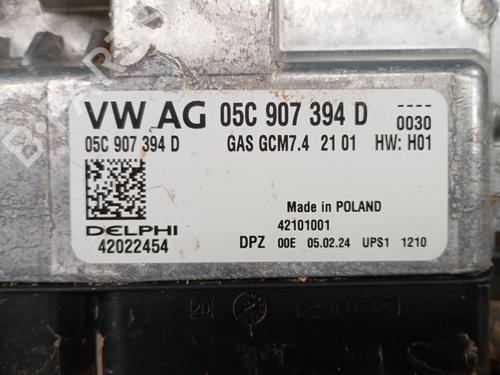 VW AG 05C 907 394 D ---- 0030
05C 907 394 D GAS GCM7.4 21 01 HW: H01
Made in POLAND
42101001
DELPHI
42022454 DPZ 00E 05.02.24 UPS1 1210